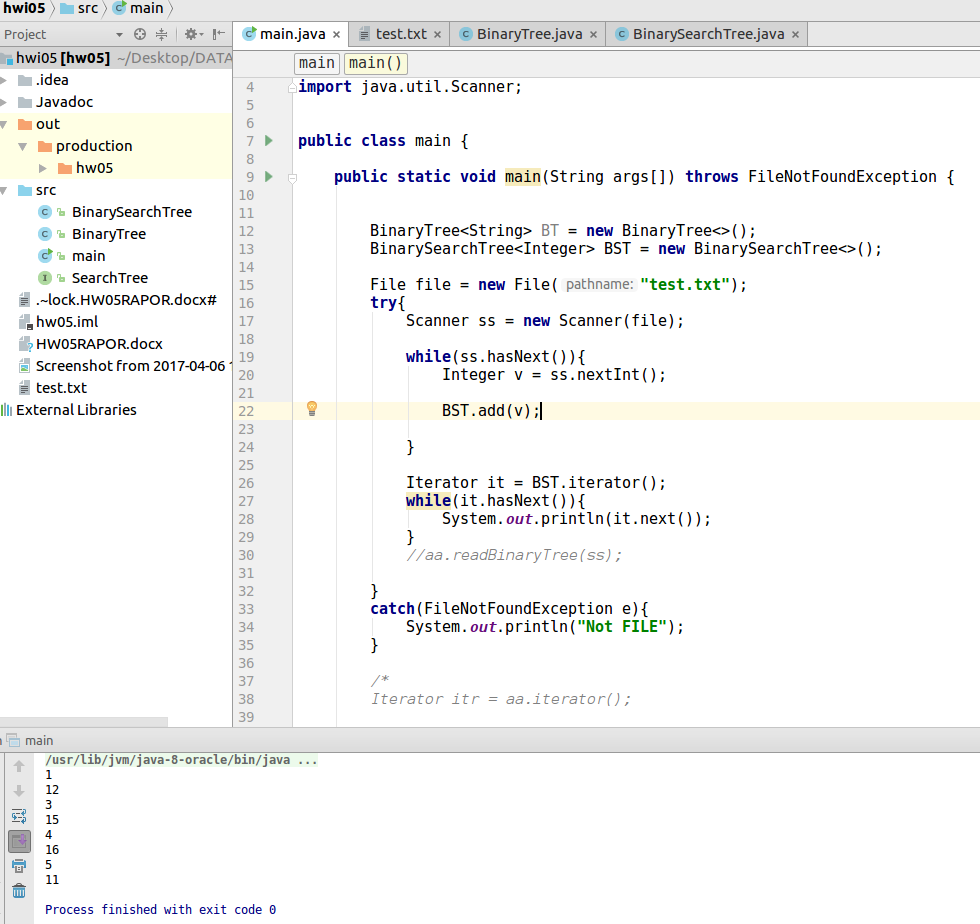 hwi05 src main
Project
hwi05 [hw05] ~/Desktop/DATA
.idea
Javadoc
out
production
hw05
src
BinarySearchTree
BinaryTree
main
SearchTree
.~lock.HW05RAPOR.docx#
hw05.iml
HW05RAPOR.docx
Screenshot from 2017-04-06
test.txt
External Libraries
main.java × test.txt × BinaryTree.java × BinarySearchTree.java ×
main main()
4 import java.util.Scanner;
5
6
7 public class main {
8
9 public static void main(String args[]) throws FileNotFoundException {
10
11
12 BinaryTree<String> BT = new BinaryTree<>();
13 BinarySearchTree<Integer> BST = new BinarySearchTree<>();
14
15 File file = new File( pathname: "test.txt");
16 try{
17 Scanner ss = new Scanner(file);
18
19 while(ss.hasNext()){
20 Integer v = ss.nextInt();
21
22 BST.add(v);
23
24 }
25
26 Iterator it = BST.iterator();
27 while(it.hasNext()){
28 System.out.println(it.next());
29 }
30 //aa.readBinaryTree(ss);
31
32 }
33 catch(FileNotFoundException e){
34 System.out.println("Not FILE");
35 }
36
37 /*
38 Iterator itr = aa.iterator();
39
main
/usr/lib/jvm/java-8-oracle/bin/java ...
1
12
3
15
4
16
5
11
Process finished with exit code 0